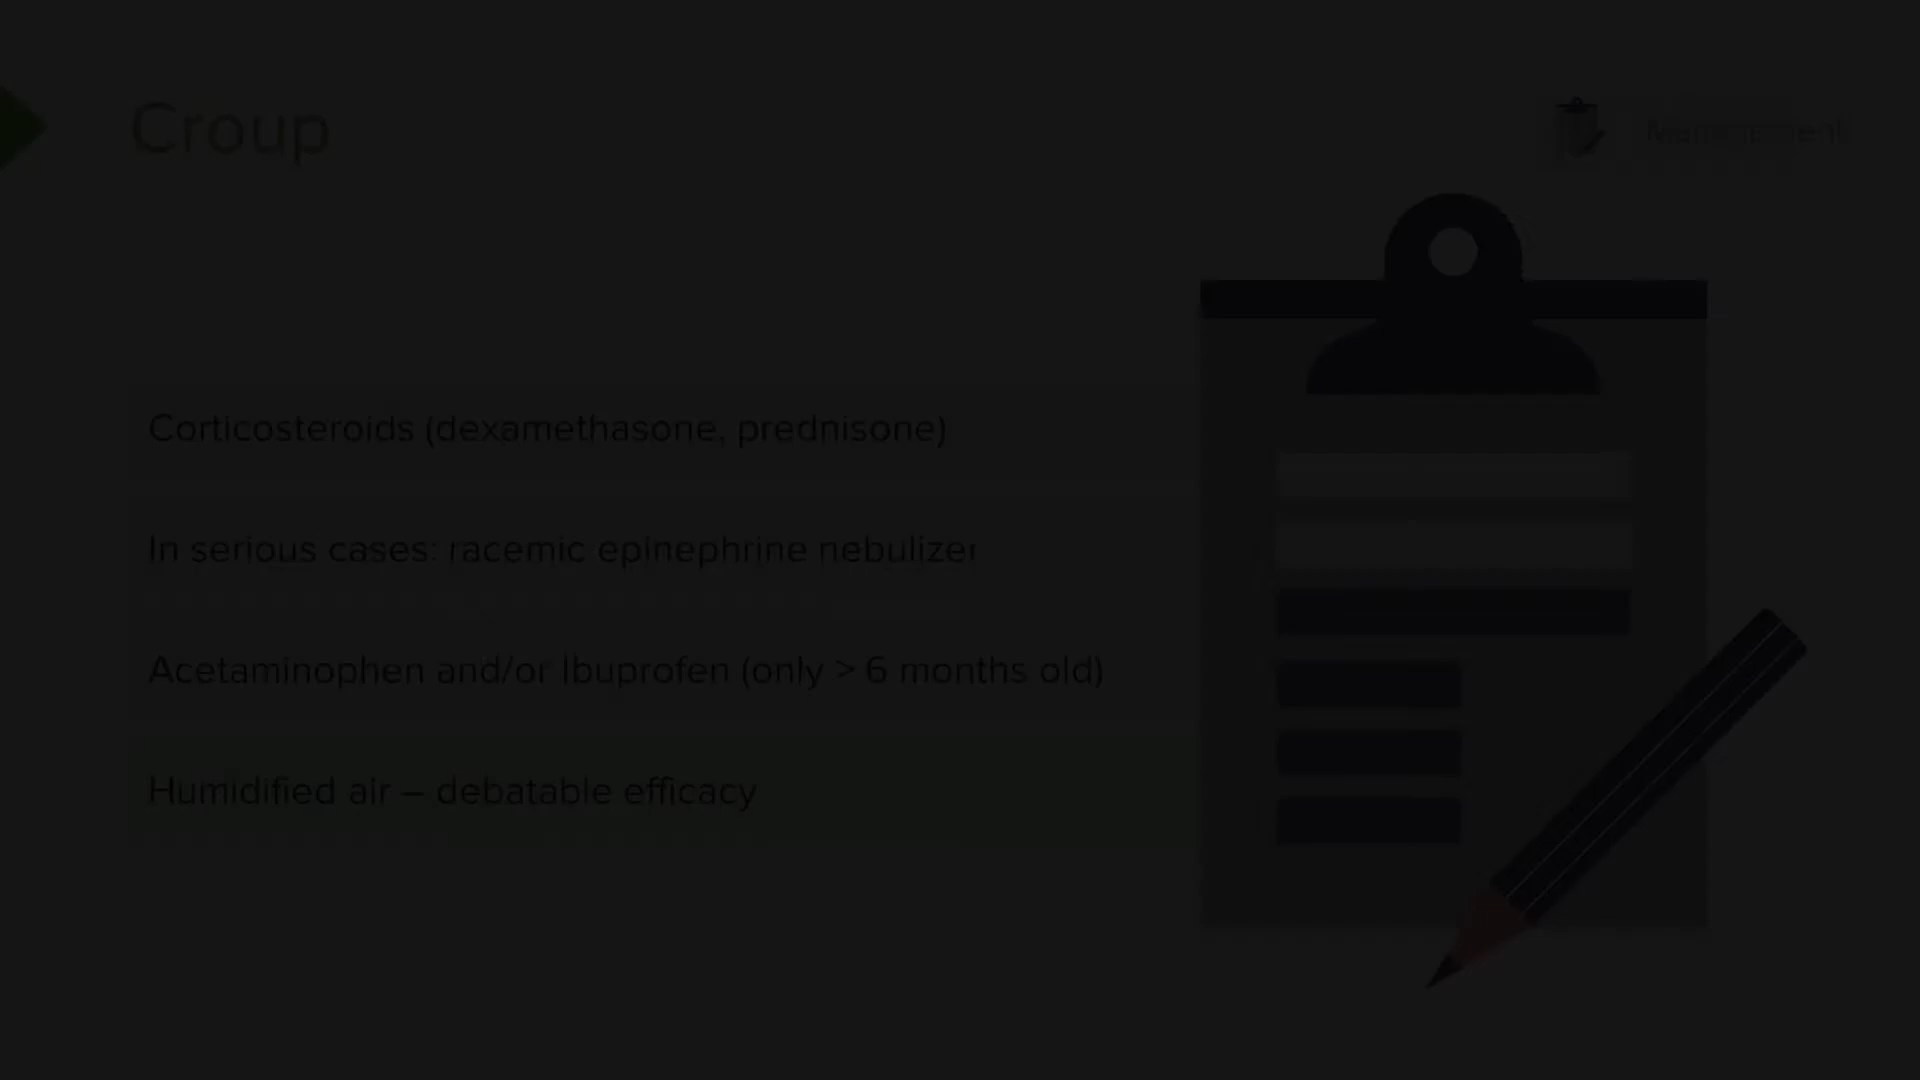 Croup
Management
Corticosteroids (dexamethasone, prednisone)
In serious cases: racemic epinephrine nebulizer
Acetaminophen and/or Ibuprofen (only > 6 months old)
Humidified air – debatable efficacy